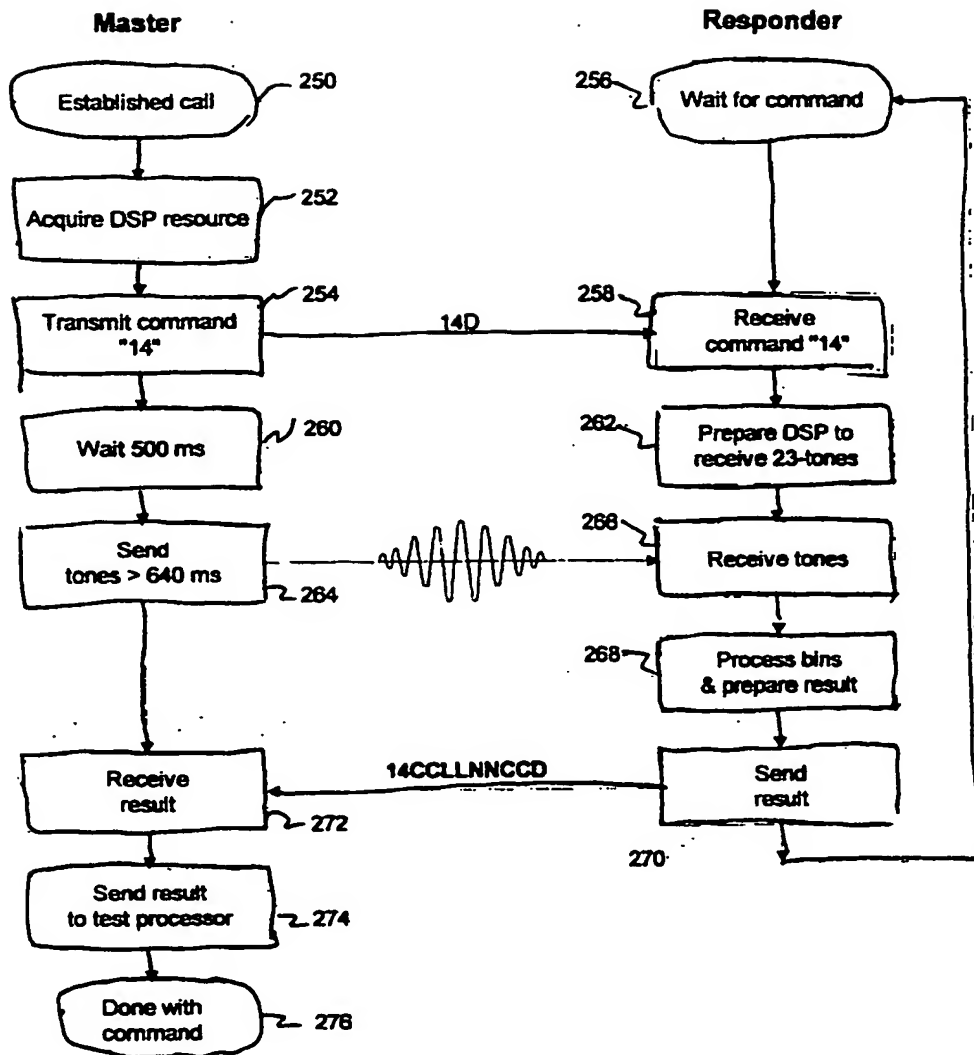 Master
Responder
250
Established call
256
Wait for command
252
Acquire DSP resource
254
Transmit command
"14"
14D
258
Receive
command "14"
260
Wait 500 ms
262
Prepare DSP to
receive 23-tones
Send
tones > 640 ms
264
268
Receive tones
268
Process bins
& prepare result
Receive
result
272
14CCLLNNCCD
Send
result
270
Send result
to test processor
274
Done with
command
276